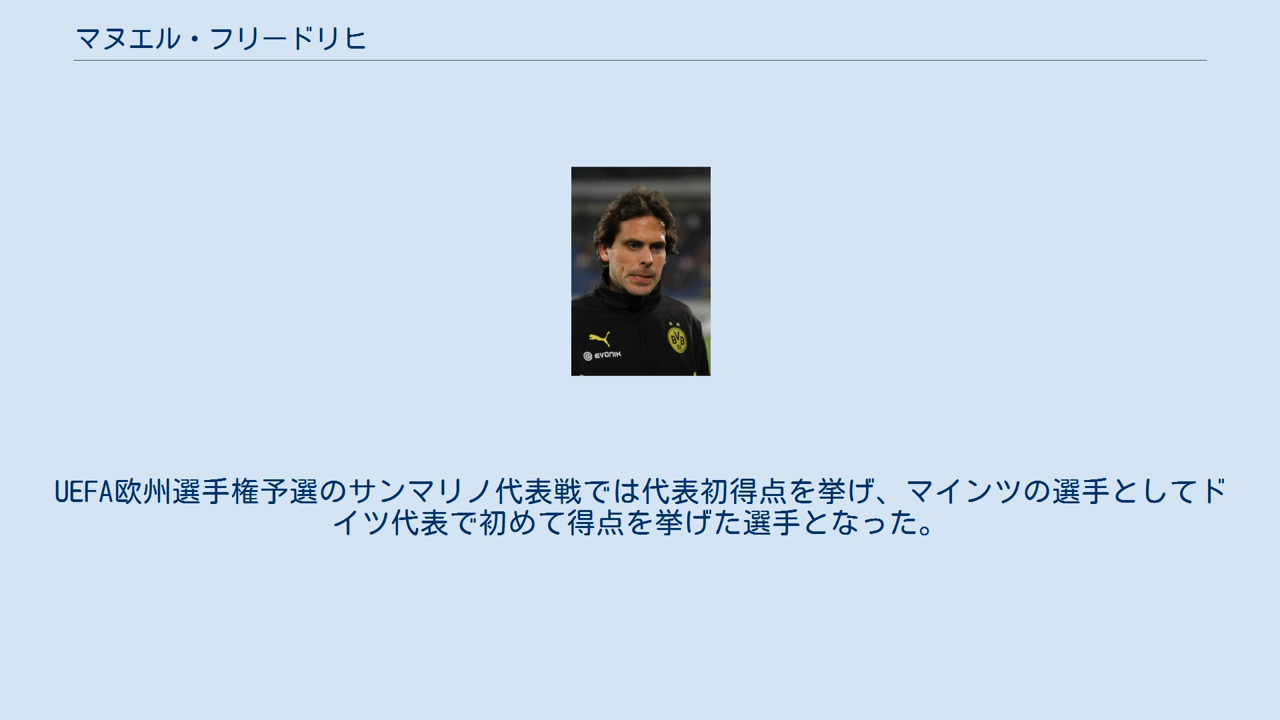 マヌエル・フリードリヒ
evonik
BVB
09
UEFA欧州選手権予選のサンマリノ代表戦では代表初得点を挙げ、マインツの選手としてド
イツ代表で初めて得点を挙げた選手となった。